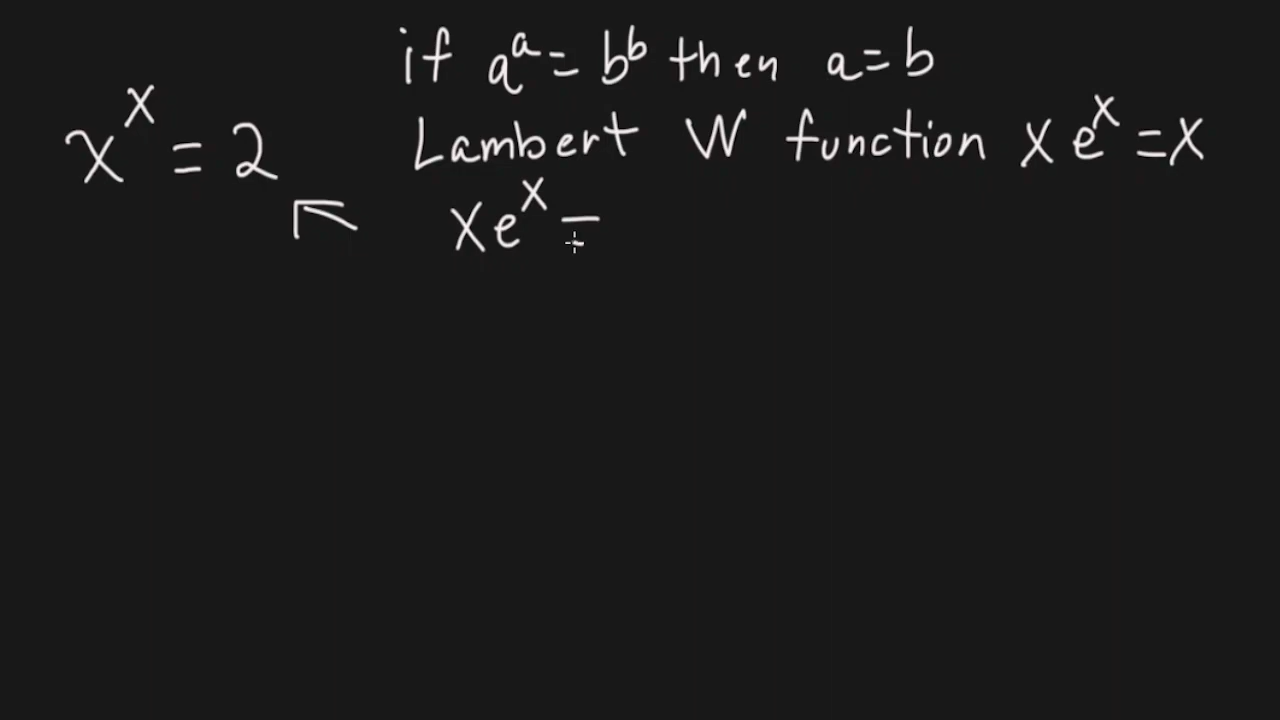 if a^a = b^b then a = b
x^x = 2
Lambert W function x e^x = x
x e^x =